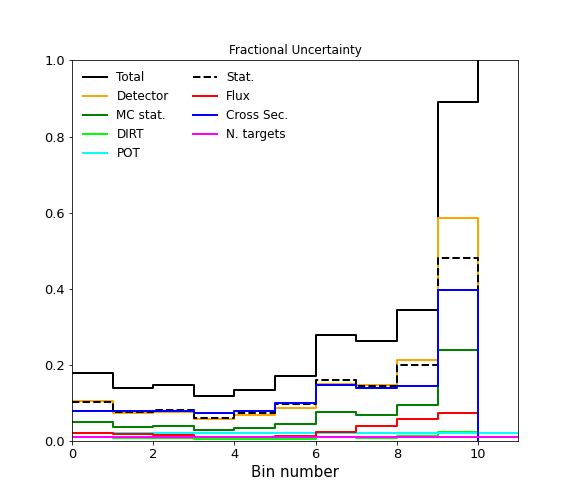 Fractional Uncertainty
1.0
0.8
0.6
0.4
0.2
0.0
Total
Detector
MC stat.
DIRT
POT
Stat.
Flux
Cross Sec.
N. targets
0 2 4 6 8 10
Bin number